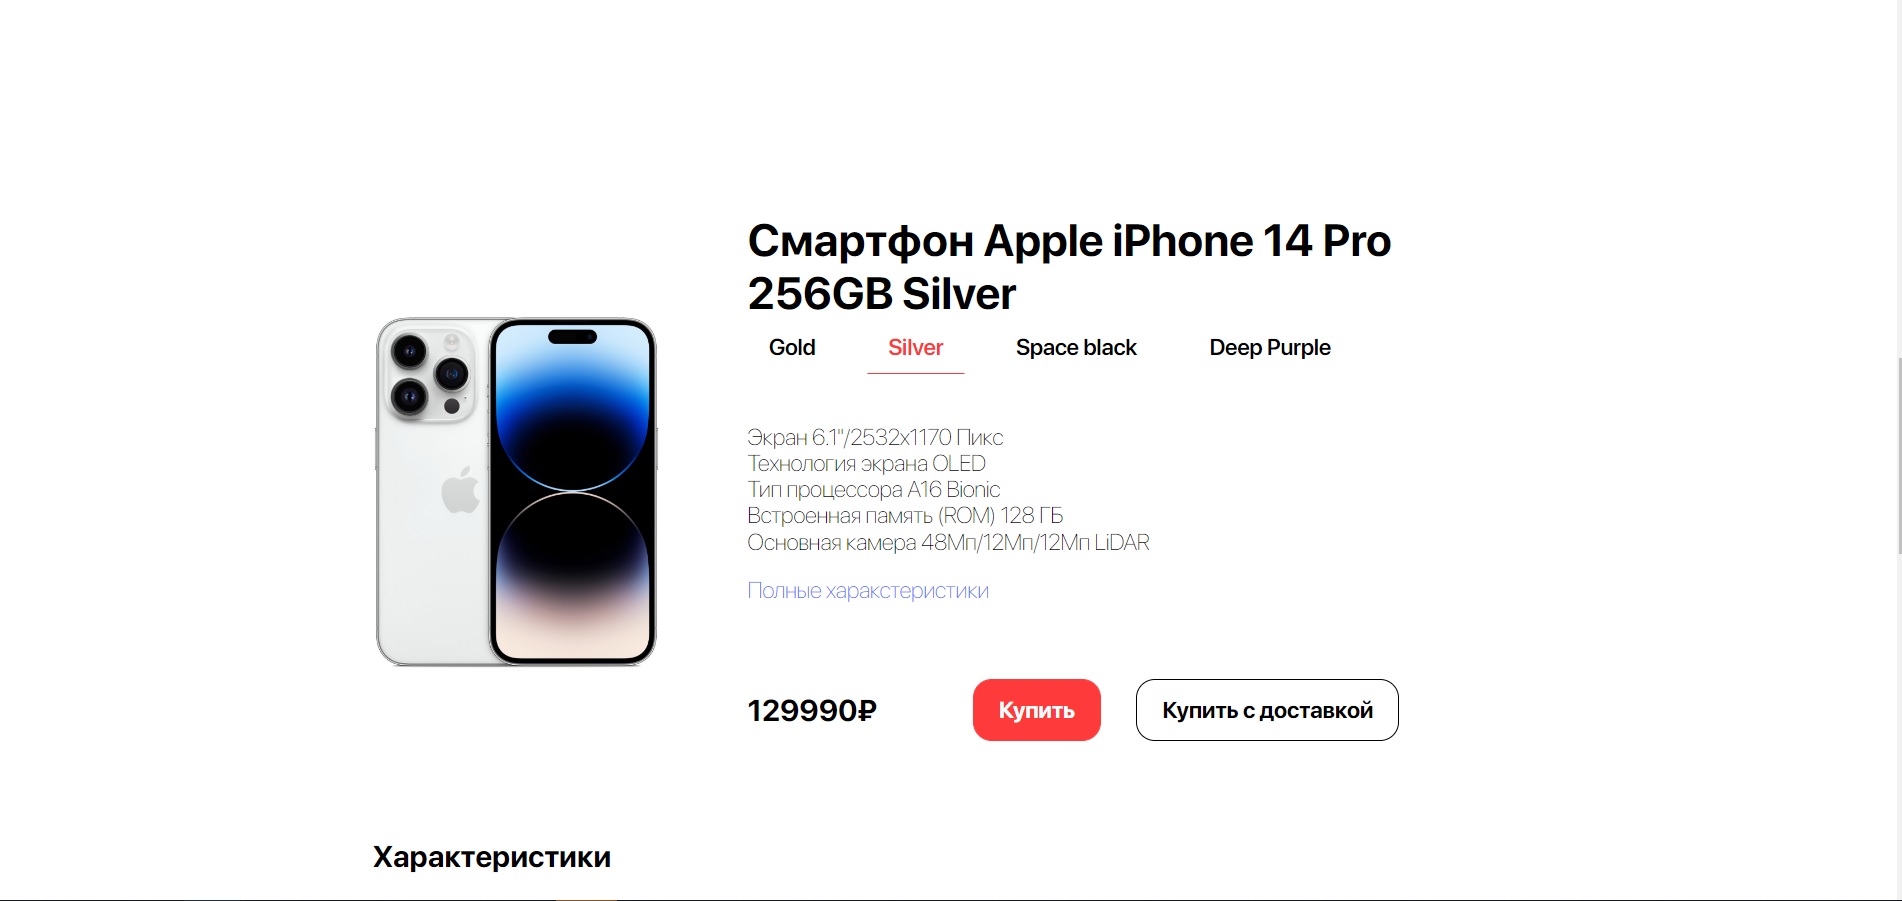 Смартфон Apple iPhone 14 Pro
256GB Silver
Gold Silver Space black Deep Purple
Экран 6.1"/2532x1170 Пикс
Технология экрана OLED
Тип процессора A16 Bionic
Встроенная память (ROM) 128 ГБ
Основная камера 48Мп/12Мп/12Мп LiDAR
Полные харакстеристики
129990₽ Купить Купить с доставкой
Характеристики